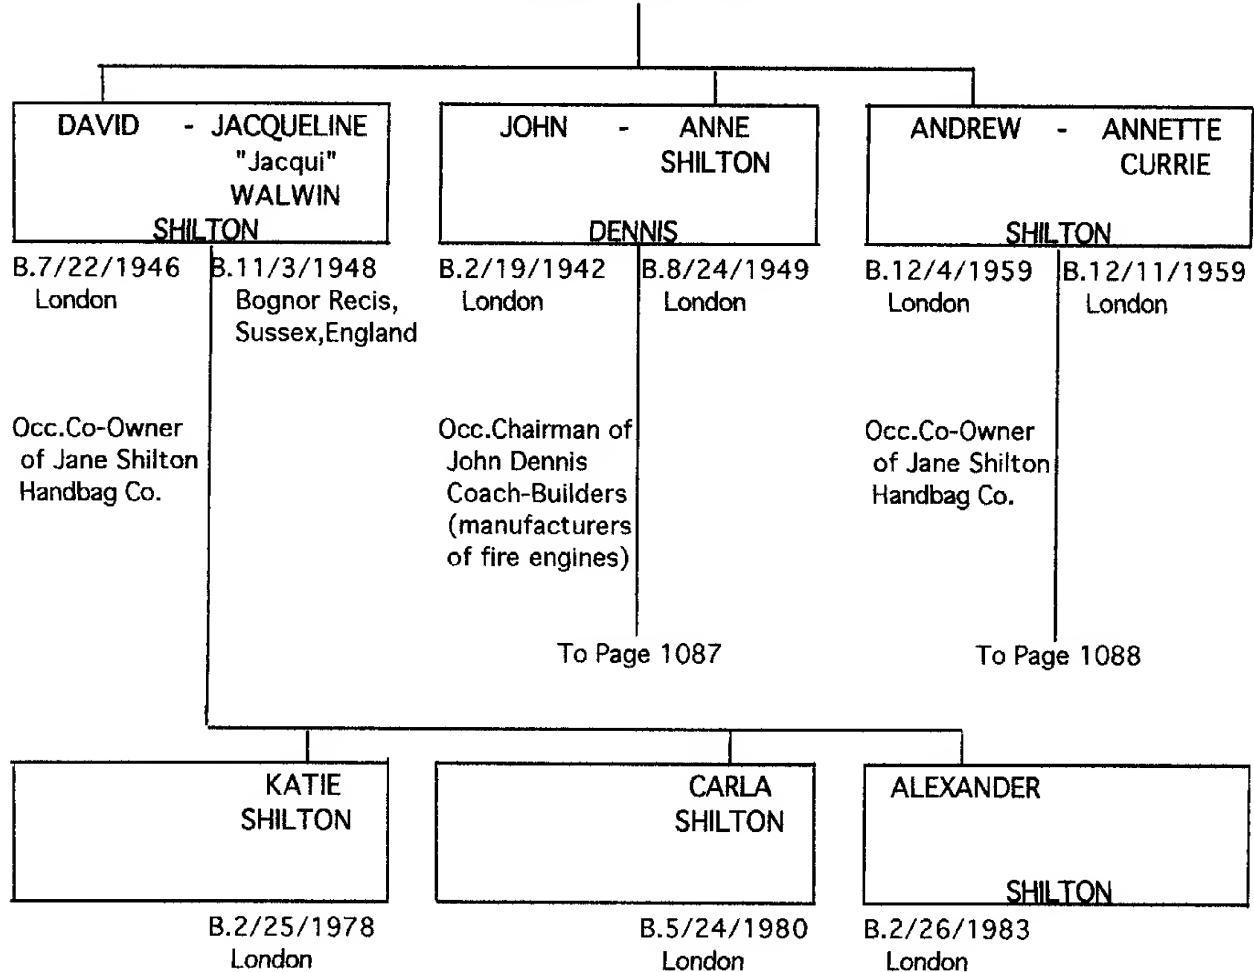 DAVID - JACQUELINE
"Jacqui"
WALWIN
SHILTON
B.7/22/1946
London
B.11/3/1948
Bognor Recis,
Sussex,England
Occ.Co-Owner
of Jane Shilton
Handbag Co.
JOHN - ANNE
SHILTON
DENNIS
B.2/19/1942
London
B.8/24/1949
London
Occ.Chairman of
John Dennis
Coach-Builders
(manufacturers
of fire engines)
To Page 1087
ANDREW - ANNETTE
CURRIE
SHILTON
B.12/4/1959
London
B.12/11/1959
London
Occ.Co-Owner
of Jane Shilton
Handbag Co.
To Page 1088
KATIE
SHILTON
B.2/25/1978
London
CARLA
SHILTON
B.5/24/1980
London
ALEXANDER
SHILTON
B.2/26/1983
London